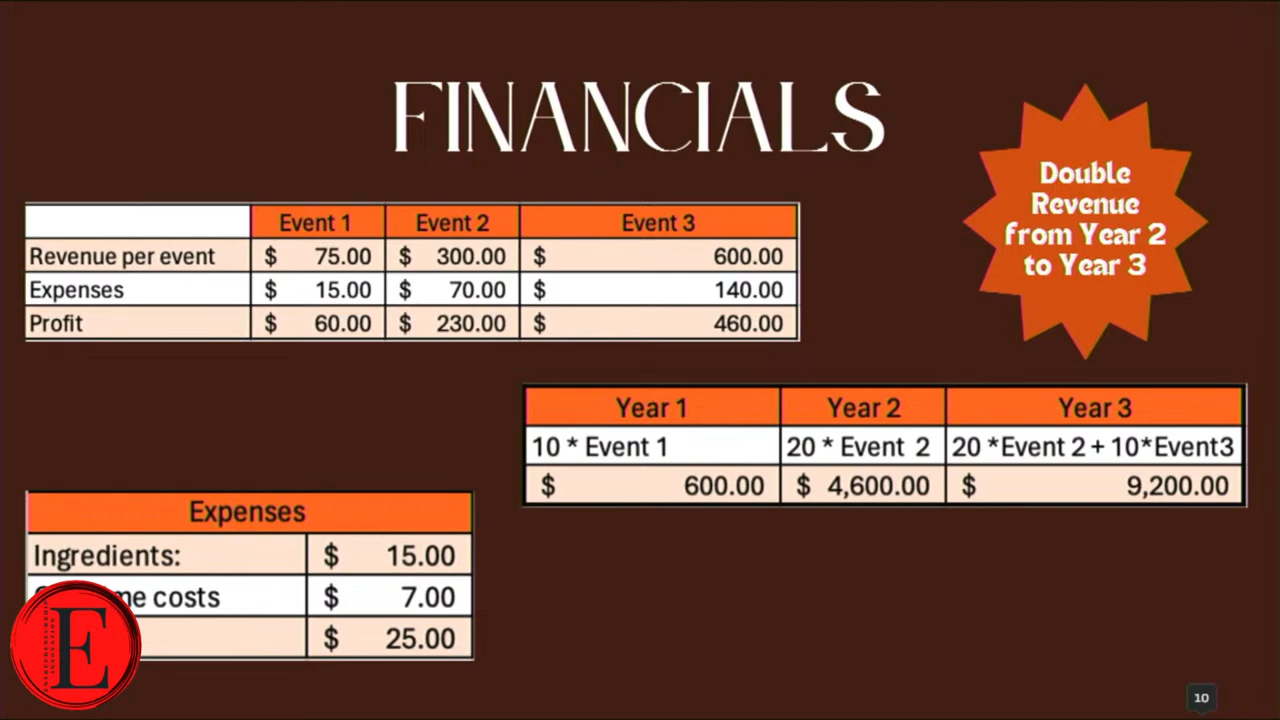 FINANCIALS
Double
Revenue
from Year 2
to Year 3
Event 1 Event 2 Event 3
Revenue per event $ 75.00 $ 300.00 $ 600.00
Expenses $ 15.00 $ 70.00 $ 140.00
Profit $ 60.00 $ 230.00 $ 460.00
Year 1 Year 2 Year 3
10 * Event 1 20 * Event 2 20 *Event 2 + 10*Event3
$ 600.00 $ 4,600.00 $ 9,200.00
Expenses
Ingredients: $ 15.00
costs $ 7.00
$ 25.00
E
ENTREPRENEURSHIP
INNOVATION
10